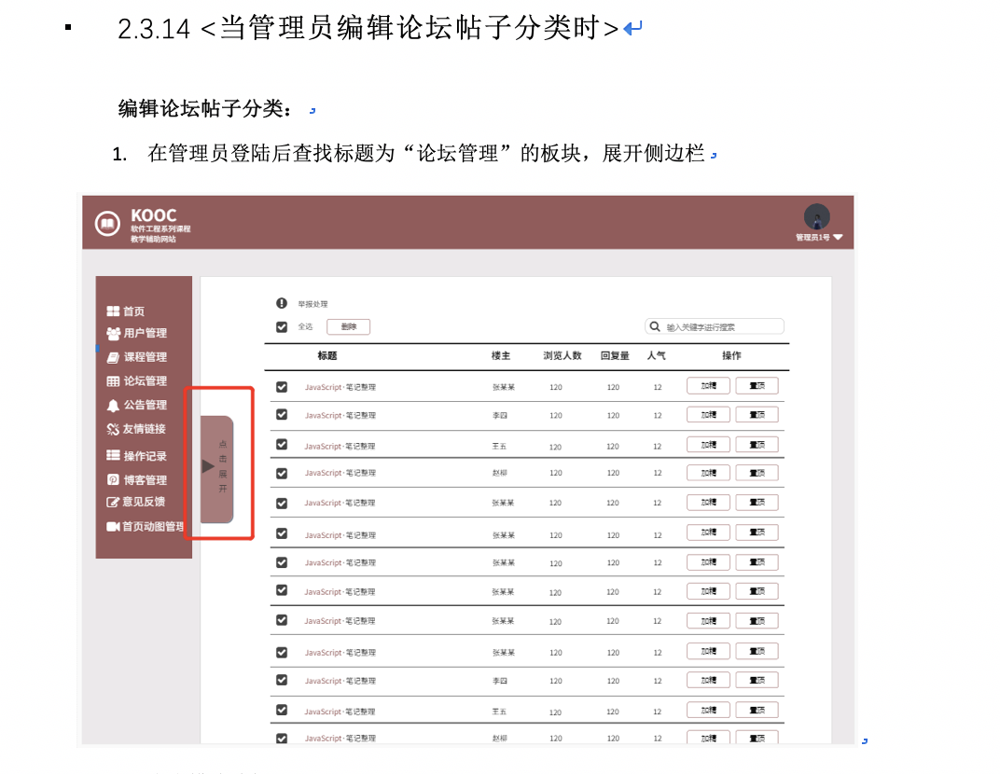 2.3.14 <当管理员编辑论坛帖子分类时>
编辑论坛帖子分类：
1. 在管理员登陆后查找标题为“论坛管理”的板块，展开侧边栏
KOOC
软件工程系列课程
教学辅助网站
管理员1号
首页
用户管理
课程管理
论坛管理
公告管理
友情链接
操作记录
博客管理
意见反馈
首页动图管理
点击展开
举报处理
全选 删除 输入关键字进行搜索
标题 楼主 浏览人数 回复量 人气 操作
JavaScript·笔记整理 张某某 120 120 12 加精 置顶
JavaScript·笔记整理 李四 120 120 12 加精 置顶
JavaScript·笔记整理 王五 120 120 12 加精 置顶
JavaScript·笔记整理 赵柳 120 120 12 加精 置顶
JavaScript·笔记整理 张某某 120 120 12 加精 置顶
JavaScript·笔记整理 张某某 120 120 12 加精 置顶
JavaScript·笔记整理 张某某 120 120 12 加精 置顶
JavaScript·笔记整理 张某某 120 120 12 加精 置顶
JavaScript·笔记整理 张某某 120 120 12 加精 置顶
JavaScript·笔记整理 张某某 120 120 12 加精 置顶
JavaScript·笔记整理 李四 120 120 12 加精 置顶
JavaScript·笔记整理 王五 120 120 12 加精 置顶
JavaScript·笔记整理 赵柳 120 120 12 加精 置顶